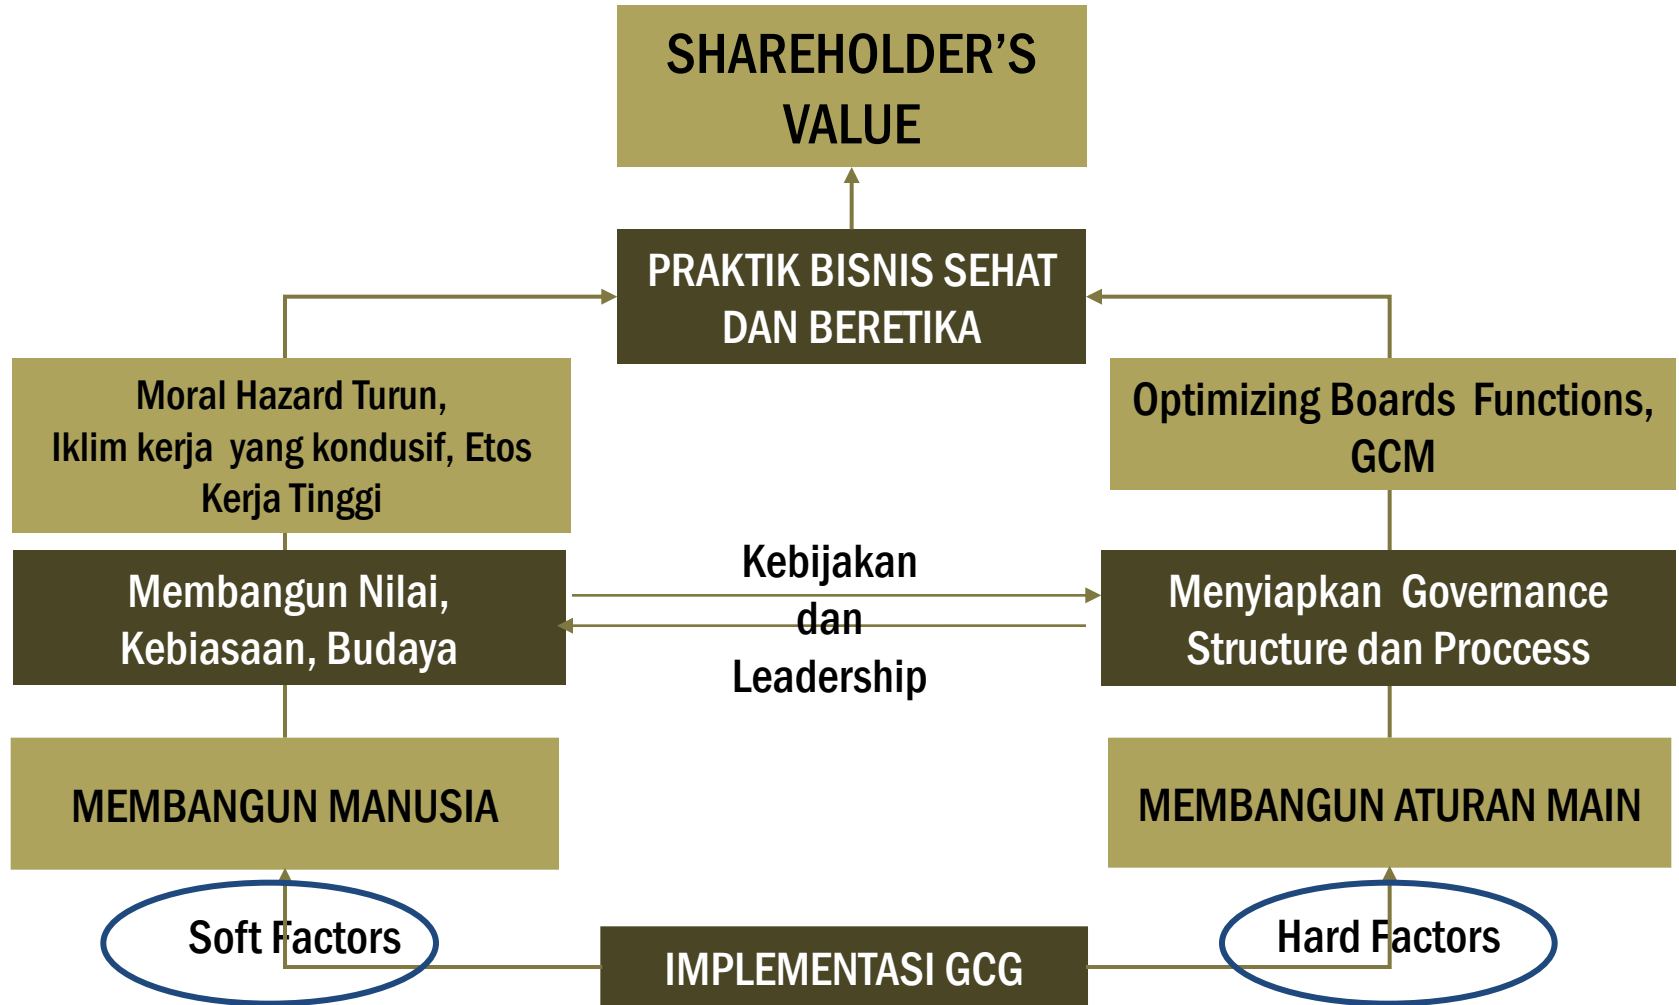 SHAREHOLDER’S
VALUE
PRAKTIK BISNIS SEHAT
DAN BERETIKA
Moral Hazard Turun,
Iklim kerja yang kondusif, Etos
Kerja Tinggi
Optimizing Boards Functions,
GCM
Membangun Nilai,
Kebiasaan, Budaya
Kebijakan
dan
Leadership
Menyiapkan Governance
Structure dan Proccess
MEMBANGUN MANUSIA
MEMBANGUN ATURAN MAIN
Soft Factors
Hard Factors
IMPLEMENTASI GCG